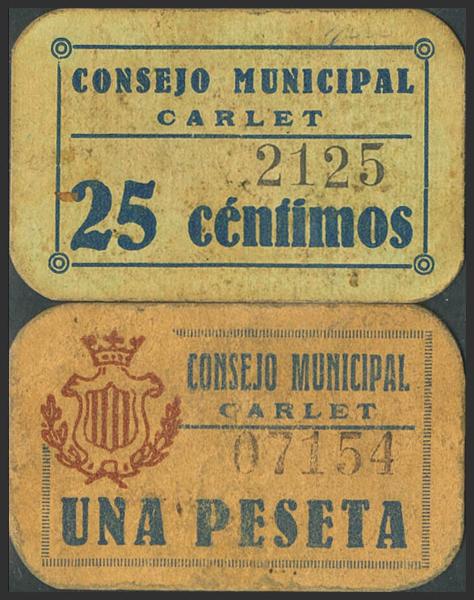 CONSEJO MUNICIPAL
CARLET
2125
25 céntimos
CONSEJO MUNICIPAL
CARLET
07154
UNA PESETA